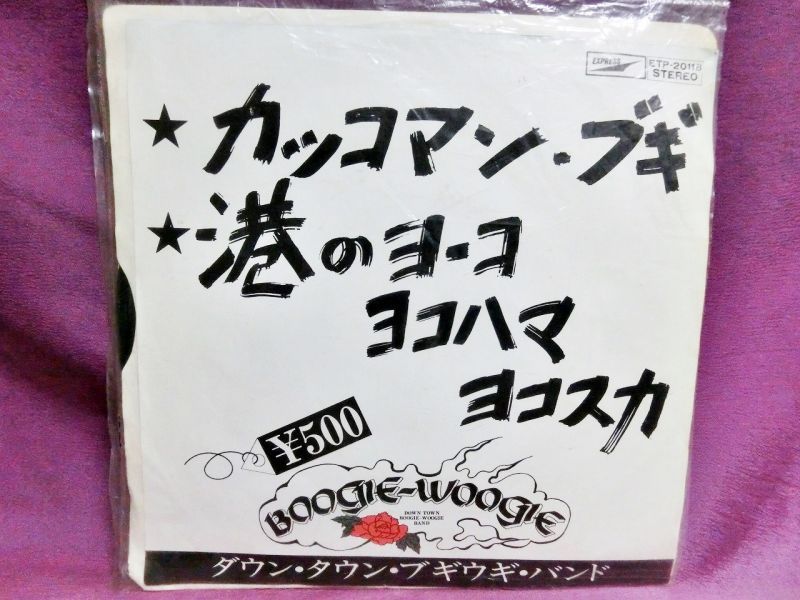 EXPRESS
ETP-20118
STEREO
★カッコマン・ブギ
★港のヨーコ
ヨコハマ
ヨコスカ
¥500
BOOGIE-WOOGIE
DOWN TOWN
BOOGIE-WOOGIE
BAND
ダウン・タウン・ブギウギ・バンド